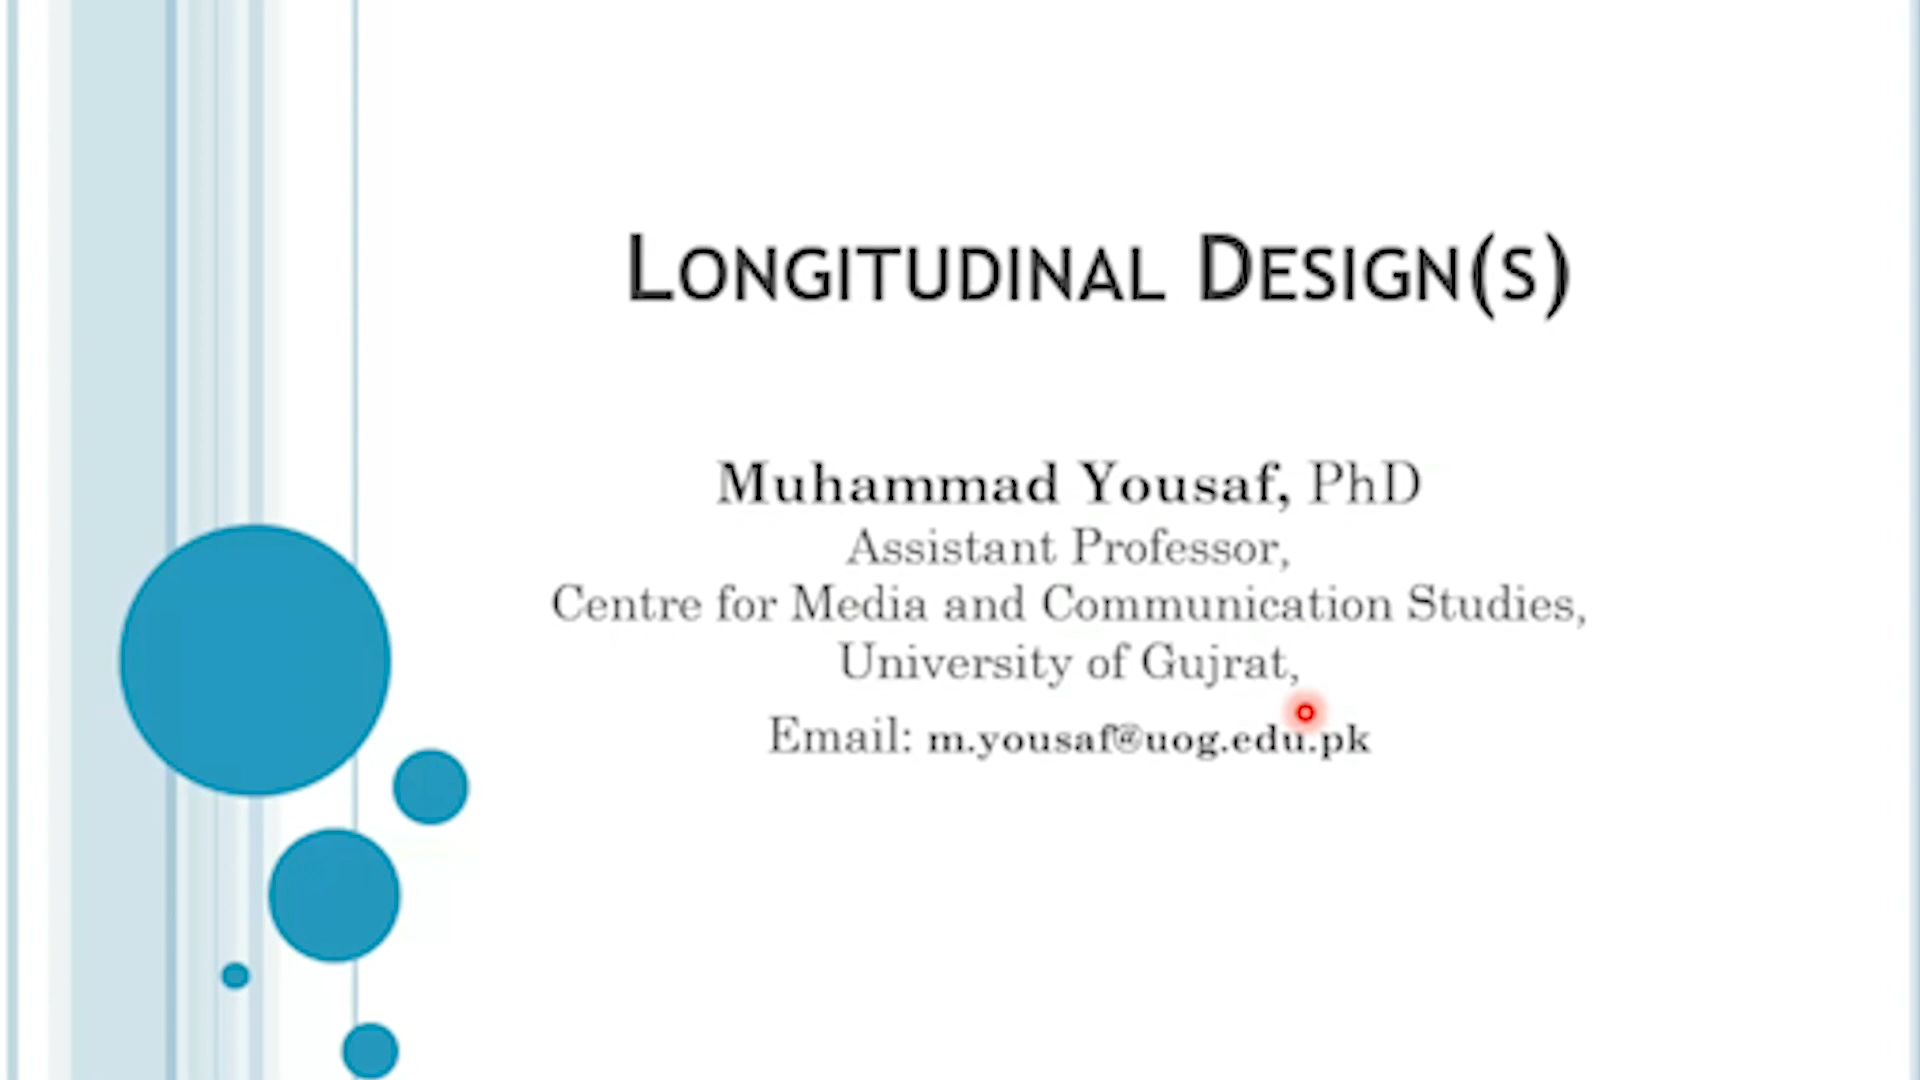 LONGITUDINAL DESIGN(S)
Muhammad Yousaf, PhD
Assistant Professor,
Centre for Media and Communication Studies,
University of Gujrat,
Email: m.yousaf@uog.edu.pk